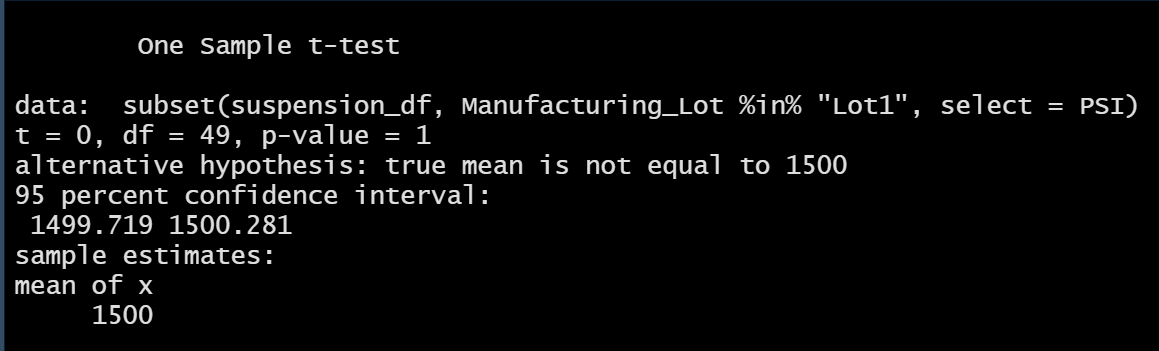 One Sample t-test
data:  subset(suspension_df, Manufacturing_Lot %in% "Lot1", select = PSI)
t = 0, df = 49, p-value = 1
alternative hypothesis: true mean is not equal to 1500
95 percent confidence interval:
1499.719 1500.281
sample estimates:
mean of x
1500